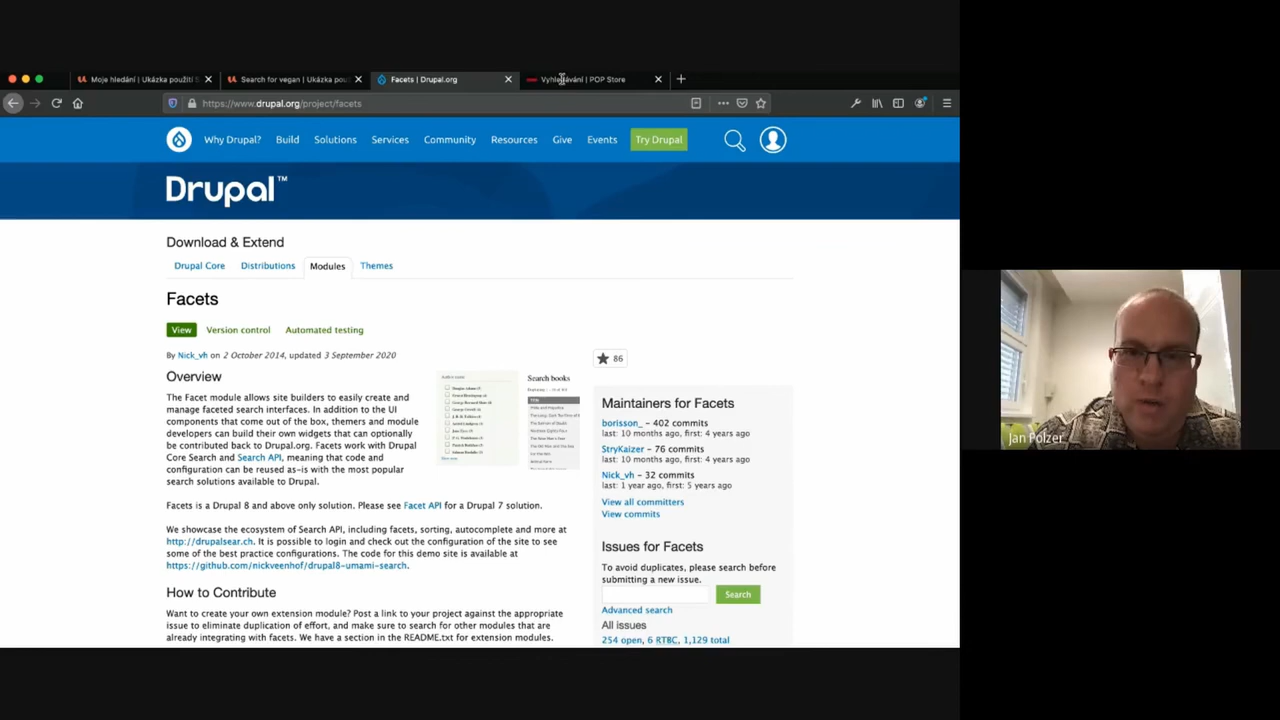 Moje hledání | Ukázka použití
Search for vegan | Ukázka pou
Facets | Drupal.org
Vyhledávání | POP Store
https://www.drupal.org/project/facets
Why Drupal?
Build
Solutions
Services
Community
Resources
Give
Events
Try Drupal
Drupal™
Download & Extend
Drupal Core
Distributions
Modules
Themes
Facets
View
Version control
Automated testing
By Nick_vh on 2 October 2014, updated 3 September 2020
Overview
The Facet module allows site builders to easily create and
manage faceted search interfaces. In addition to the UI
components that come out of the box, themers and module
developers can build their own widgets that can optionally
be contributed back to Drupal.org. Facets work with Drupal
Core Search and Search API, meaning that code and
configuration can be reused as-is with the most popular
search solutions available to Drupal.
Search books
Facets is a Drupal 8 and above only solution. Please see Facet API for a Drupal 7 solution.
We showcase the ecosystem of Search API, including facets, sorting, autocomplete and more at
http://drupalsear.ch. It is possible to login and check out the configuration of the site to see
some of the best practice configurations. The code for this demo site is available at
https://github.com/nickveenhof/drupal8-umami-search.
How to Contribute
Want to create your own extension module? Post a link to your project against the appropriate
issue to eliminate duplication of effort, and make sure to search for other modules that are
already integrating with facets. We have a section in the README.txt for extension modules.
86
Maintainers for Facets
borisson_ - 402 commits
last: 10 months ago, first: 4 years ago
StryKaizer - 76 commits
last: 10 months ago, first: 4 years ago
Nick_vh - 32 commits
last: 1 year ago, first: 5 years ago
View all committers
View commits
Issues for Facets
To avoid duplicates, please search before
submitting a new issue.
Search
Advanced search
All issues
254 open, 6 RTBC, 1,129 total
Jan Polzer